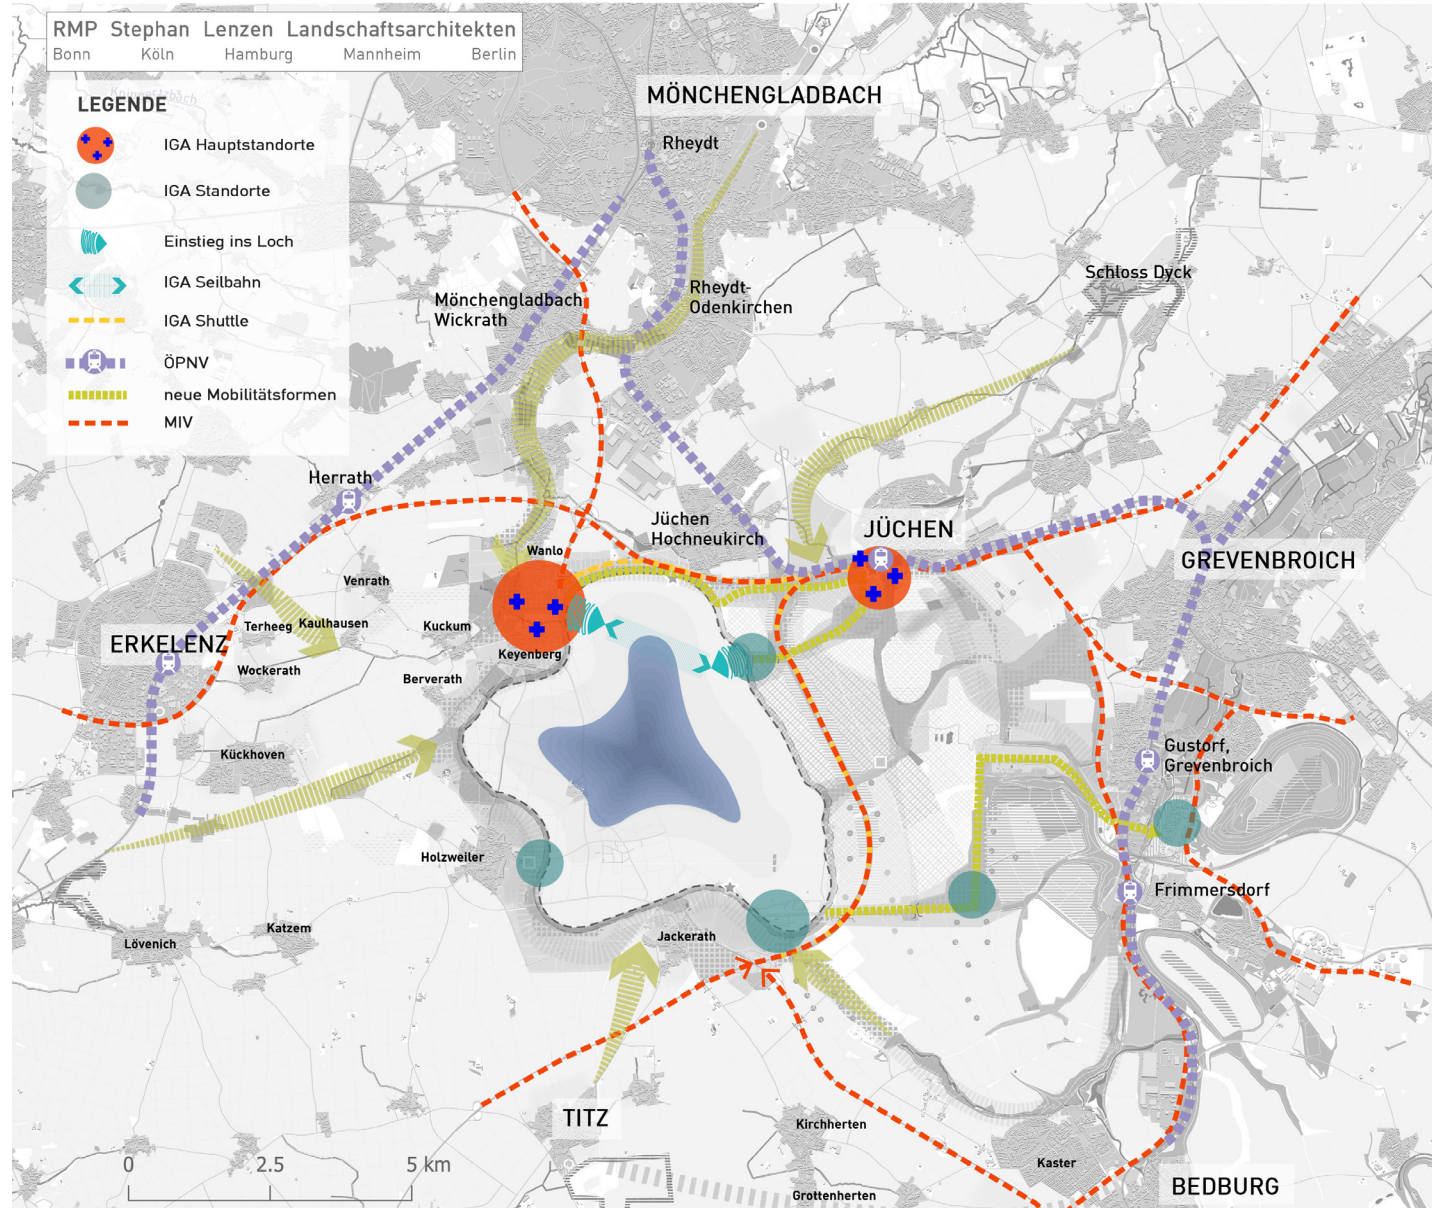 RMP Stephan Lenzen Landschaftsarchitekten
Bonn Köln Hamburg Mannheim Berlin
LEGENDE
IGA Hauptstandorte
IGA Standorte
Einstieg ins Loch
IGA Seilbahn
IGA Shuttle
ÖPNV
neue Mobilitätsformen
MIV
MÖNCHENGLADBACH
Rheydt
Schloss Dyck
Mönchengladbach
Wickrath
Rheydt-
Odenkirchen
Herrath
Jüchen
Hochneukirch
JÜCHEN
GREVENBROICH
Wanlo
Venrath
Terheeg
Kaulhausen
Kuckum
ERKELENZ
Wockerath
Keyenberg
Berverath
Kückhoven
Gustorf,
Grevenbroich
Holzweiler
Frimmersdorf
Katzem
Lövenich
Jackerath
TITZ
Kirchherten
Kaster
BEDBURG
Grottenherten
0 2.5 5 km